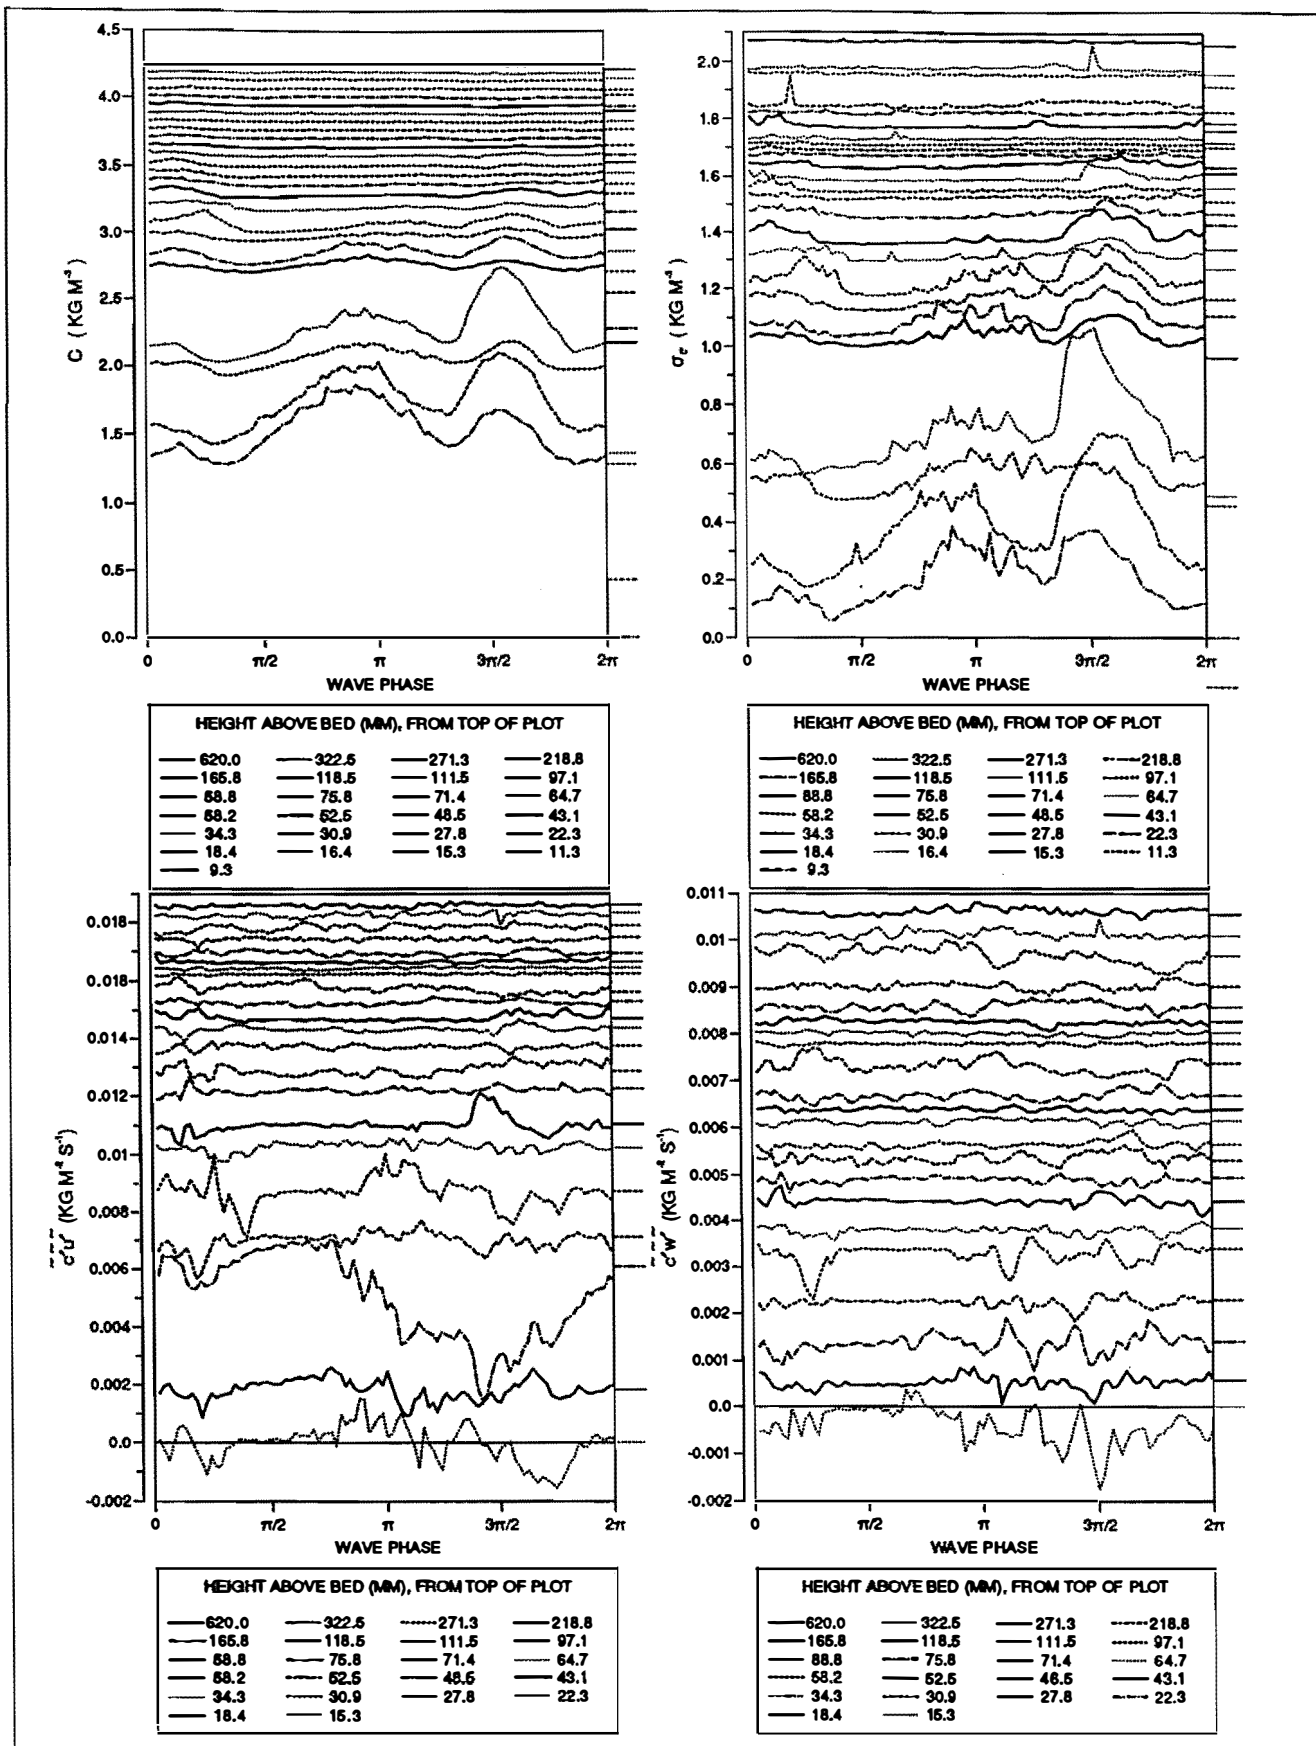 4.5
4.0
3.5
3.0
2.5
2.0
1.5
1.0
0.5
0.0
C ( KG M⁻³ )
0 π/2 π 3π/2 2π
WAVE PHASE
2.0
1.8
1.6
1.4
1.2
1.0
0.8
0.6
0.4
0.2
0.0
σc ( KG M⁻³ )
0 π/2 π 3π/2 2π
WAVE PHASE
HEIGHT ABOVE BED (MM), FROM TOP OF PLOT
620.0 322.5 271.3 218.8
165.8 118.5 111.5 97.1
58.8 75.8 71.4 64.7
58.2 52.5 48.5 43.1
34.3 30.9 27.8 22.3
18.4 16.4 15.3 11.3
9.3
HEIGHT ABOVE BED (MM), FROM TOP OF PLOT
620.0 322.5 271.3 218.8
165.8 118.5 111.5 97.1
88.8 75.8 71.4 64.7
58.2 52.5 48.5 43.1
34.3 30.9 27.8 22.3
18.4 16.4 15.3 11.3
9.3
0.018
0.018
0.014
0.012
0.01
0.008
0.006
0.004
0.002
0.0
-0.002
c'u' (KG M⁻² S⁻¹)
0 π/2 π 3π/2 2π
WAVE PHASE
0.011
0.01
0.009
0.008
0.007
0.006
0.005
0.004
0.003
0.002
0.001
0.0
-0.001
-0.002
c'w' (KG M⁻² S⁻¹)
0 π/2 π 3π/2 2π
WAVE PHASE
HEIGHT ABOVE BED (MM), FROM TOP OF PLOT
620.0 322.5 271.3 218.8
165.8 118.5 111.5 97.1
58.8 75.8 71.4 64.7
58.2 52.5 48.5 43.1
34.3 30.9 27.8 22.3
18.4 15.3
HEIGHT ABOVE BED (MM), FROM TOP OF PLOT
620.0 322.5 271.3 218.8
165.8 118.5 111.5 97.1
88.8 75.8 71.4 64.7
58.2 52.5 46.5 43.1
34.3 30.9 27.8 22.3
18.4 15.3